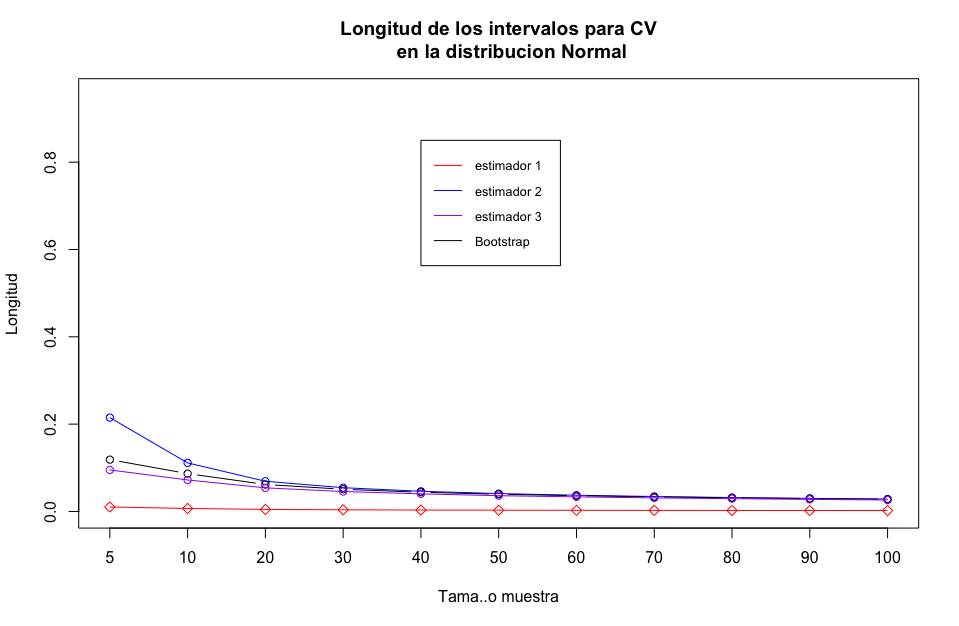 Longitud de los intervalos para CV
en la distribucion Normal
Longitud
0.8
0.6
0.4
0.2
0.0
estimador 1
estimador 2
estimador 3
Bootstrap
5 10 20 30 40 50 60 70 80 90 100
Tama..o muestra